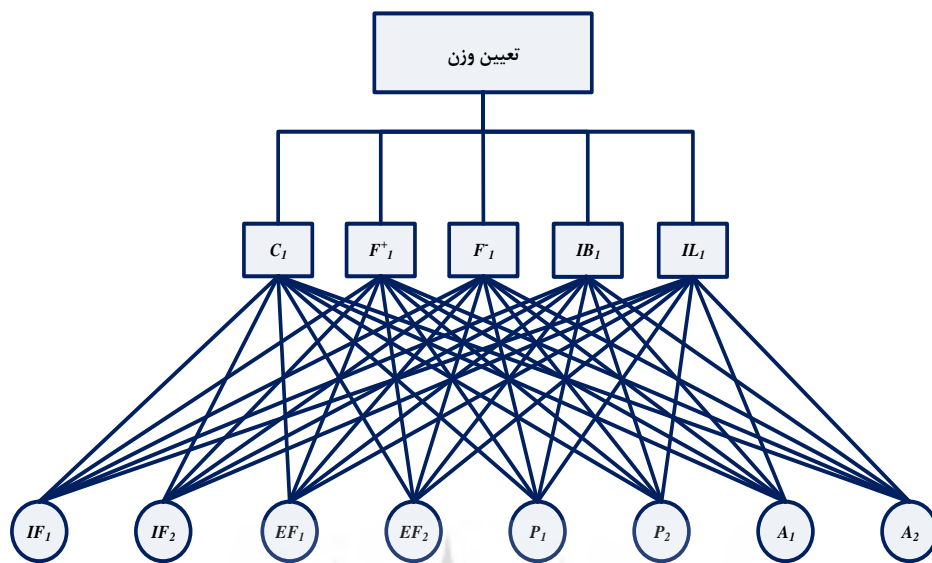 تعیین وزن
C₁ F⁺₁ F⁻₁ IB₁ IL₁
IF₁ IF₂ EF₁ EF₂ P₁ P₂ A₁ A₂